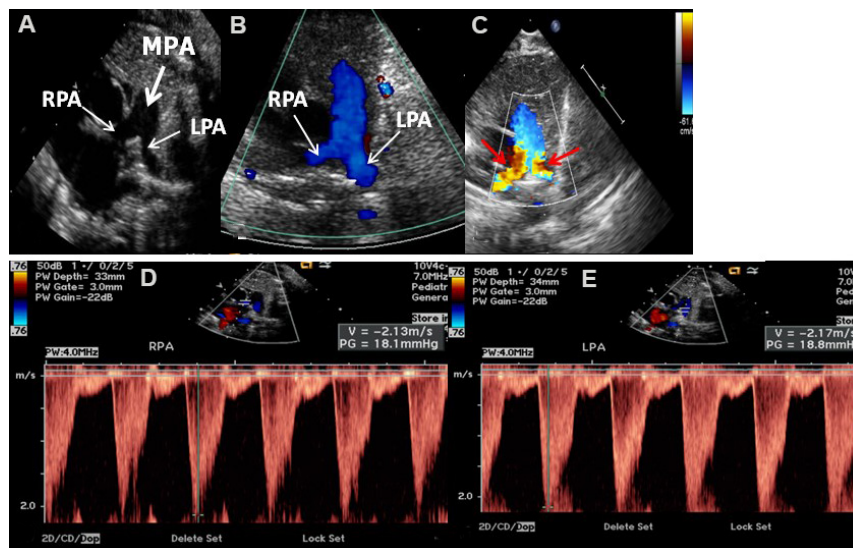 A
MPA
RPA
LPA
B
RPA
LPA
C
-61.
cm/s
D
.76
.76
50dB 1 •/ 0/2/5
PW Depth= 33mm
PW Gate= 3.0mm
PW Gain=-22dB
10V4c-
7.0MHz
Pediatr
Genera
Store in
V = -2.13m/s
PG = 18.1mmHg
RPA
PW:4.0MHz
m/s
2.0
2D/CD/Dop
Delete Set
Lock Set
E
.76
.76
50dB 1 •/ 0/2/5
PW Depth= 34mm
PW Gate= 3.0mm
PW Gain=-22dB
10V4
7.0M
Pedi
Gene
V = -2.17m/s
PG = 18.8mmH
LPA
PW:4.0MHz
m/s
2.0
2D/CD/Dop
Delete Set
Lock Set